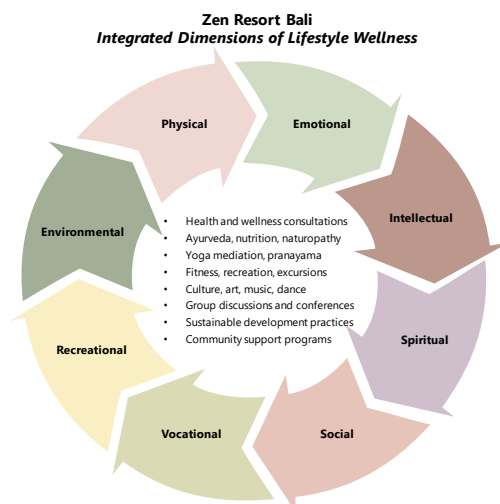 Zen Resort Bali
Integrated Dimensions of Lifestyle Wellness
Physical
Emotional
Intellectual
Spiritual
Social
Vocational
Recreational
Environmental
• Health and wellness consultations
• Ayurveda, nutrition, naturopathy
• Yoga mediation, pranayama
• Fitness, recreation, excursions
• Culture, art, music, dance
• Group discussions and conferences
• Sustainable development practices
• Community support programs